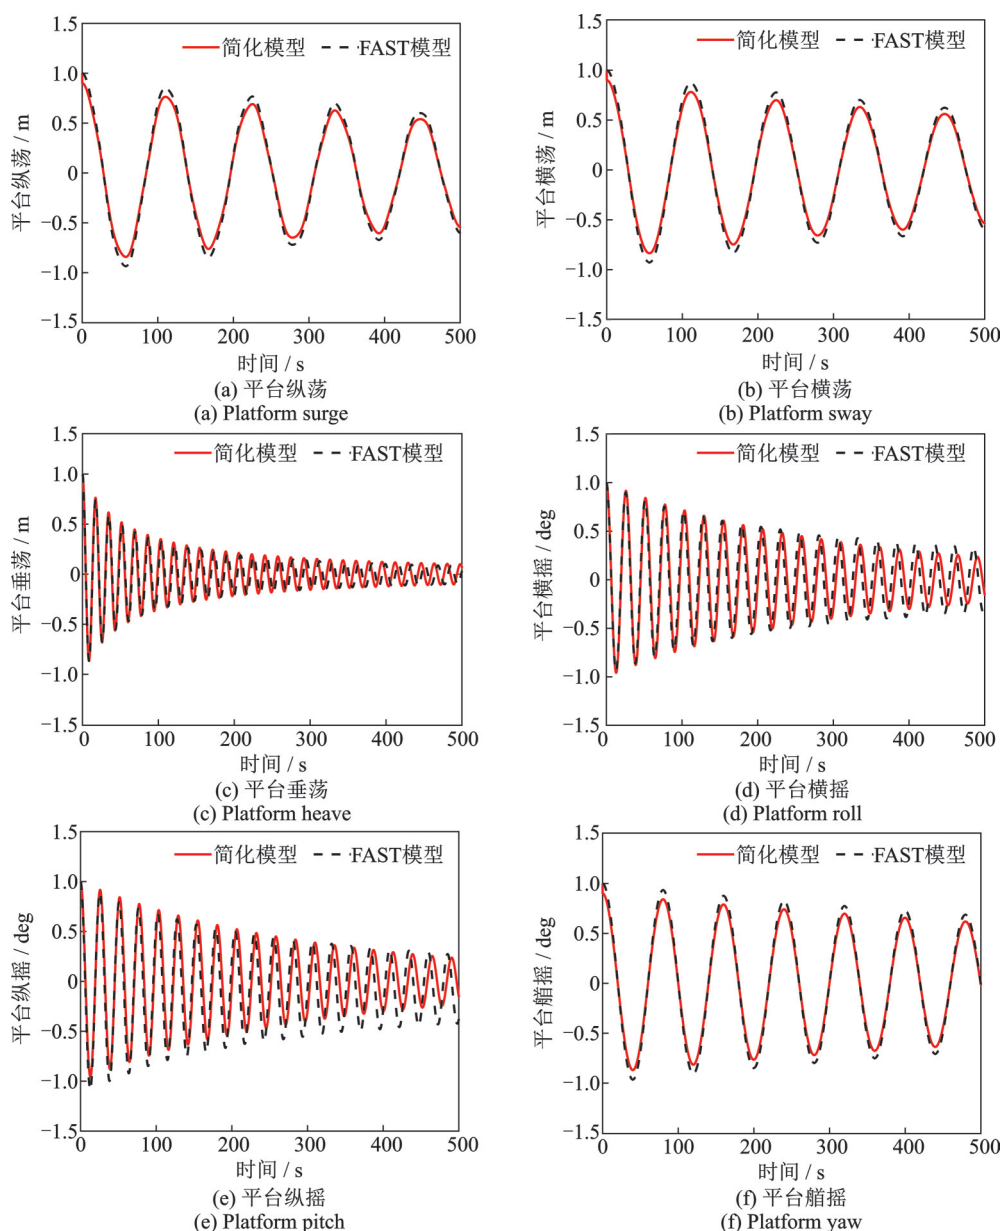 1.5
简化模型 FAST模型
1.0
0.5
0
−0.5
−1.0
−1.5
平台纵荡 / m
0 100 200 300 400 500
时间 / s
(a) 平台纵荡
(a) Platform surge
1.5
简化模型 FAST模型
1.0
0.5
0
−0.5
−1.0
−1.5
平台横荡 / m
0 100 200 300 400 500
时间 / s
(b) 平台横荡
(b) Platform sway
1.5
简化模型 FAST模型
1.0
0.5
0
−0.5
−1.0
−1.5
平台垂荡 / m
0 100 200 300 400 500
时间 / s
(c) 平台垂荡
(c) Platform heave
1.5
简化模型 FAST模型
1.0
0.5
0
−0.5
−1.0
−1.5
平台横摇 / deg
0 100 200 300 400 500
时间 / s
(d) 平台横摇
(d) Platform roll
1.5
简化模型 FAST模型
1.0
0.5
0
−0.5
−1.0
−1.5
平台纵摇 / deg
0 100 200 300 400 500
时间 / s
(e) 平台纵摇
(e) Platform pitch
1.5
简化模型 FAST模型
1.0
0.5
0
−0.5
−1.0
−1.5
平台艏摇 / deg
0 100 200 300 400 500
时间 / s
(f) 平台艏摇
(f) Platform yaw